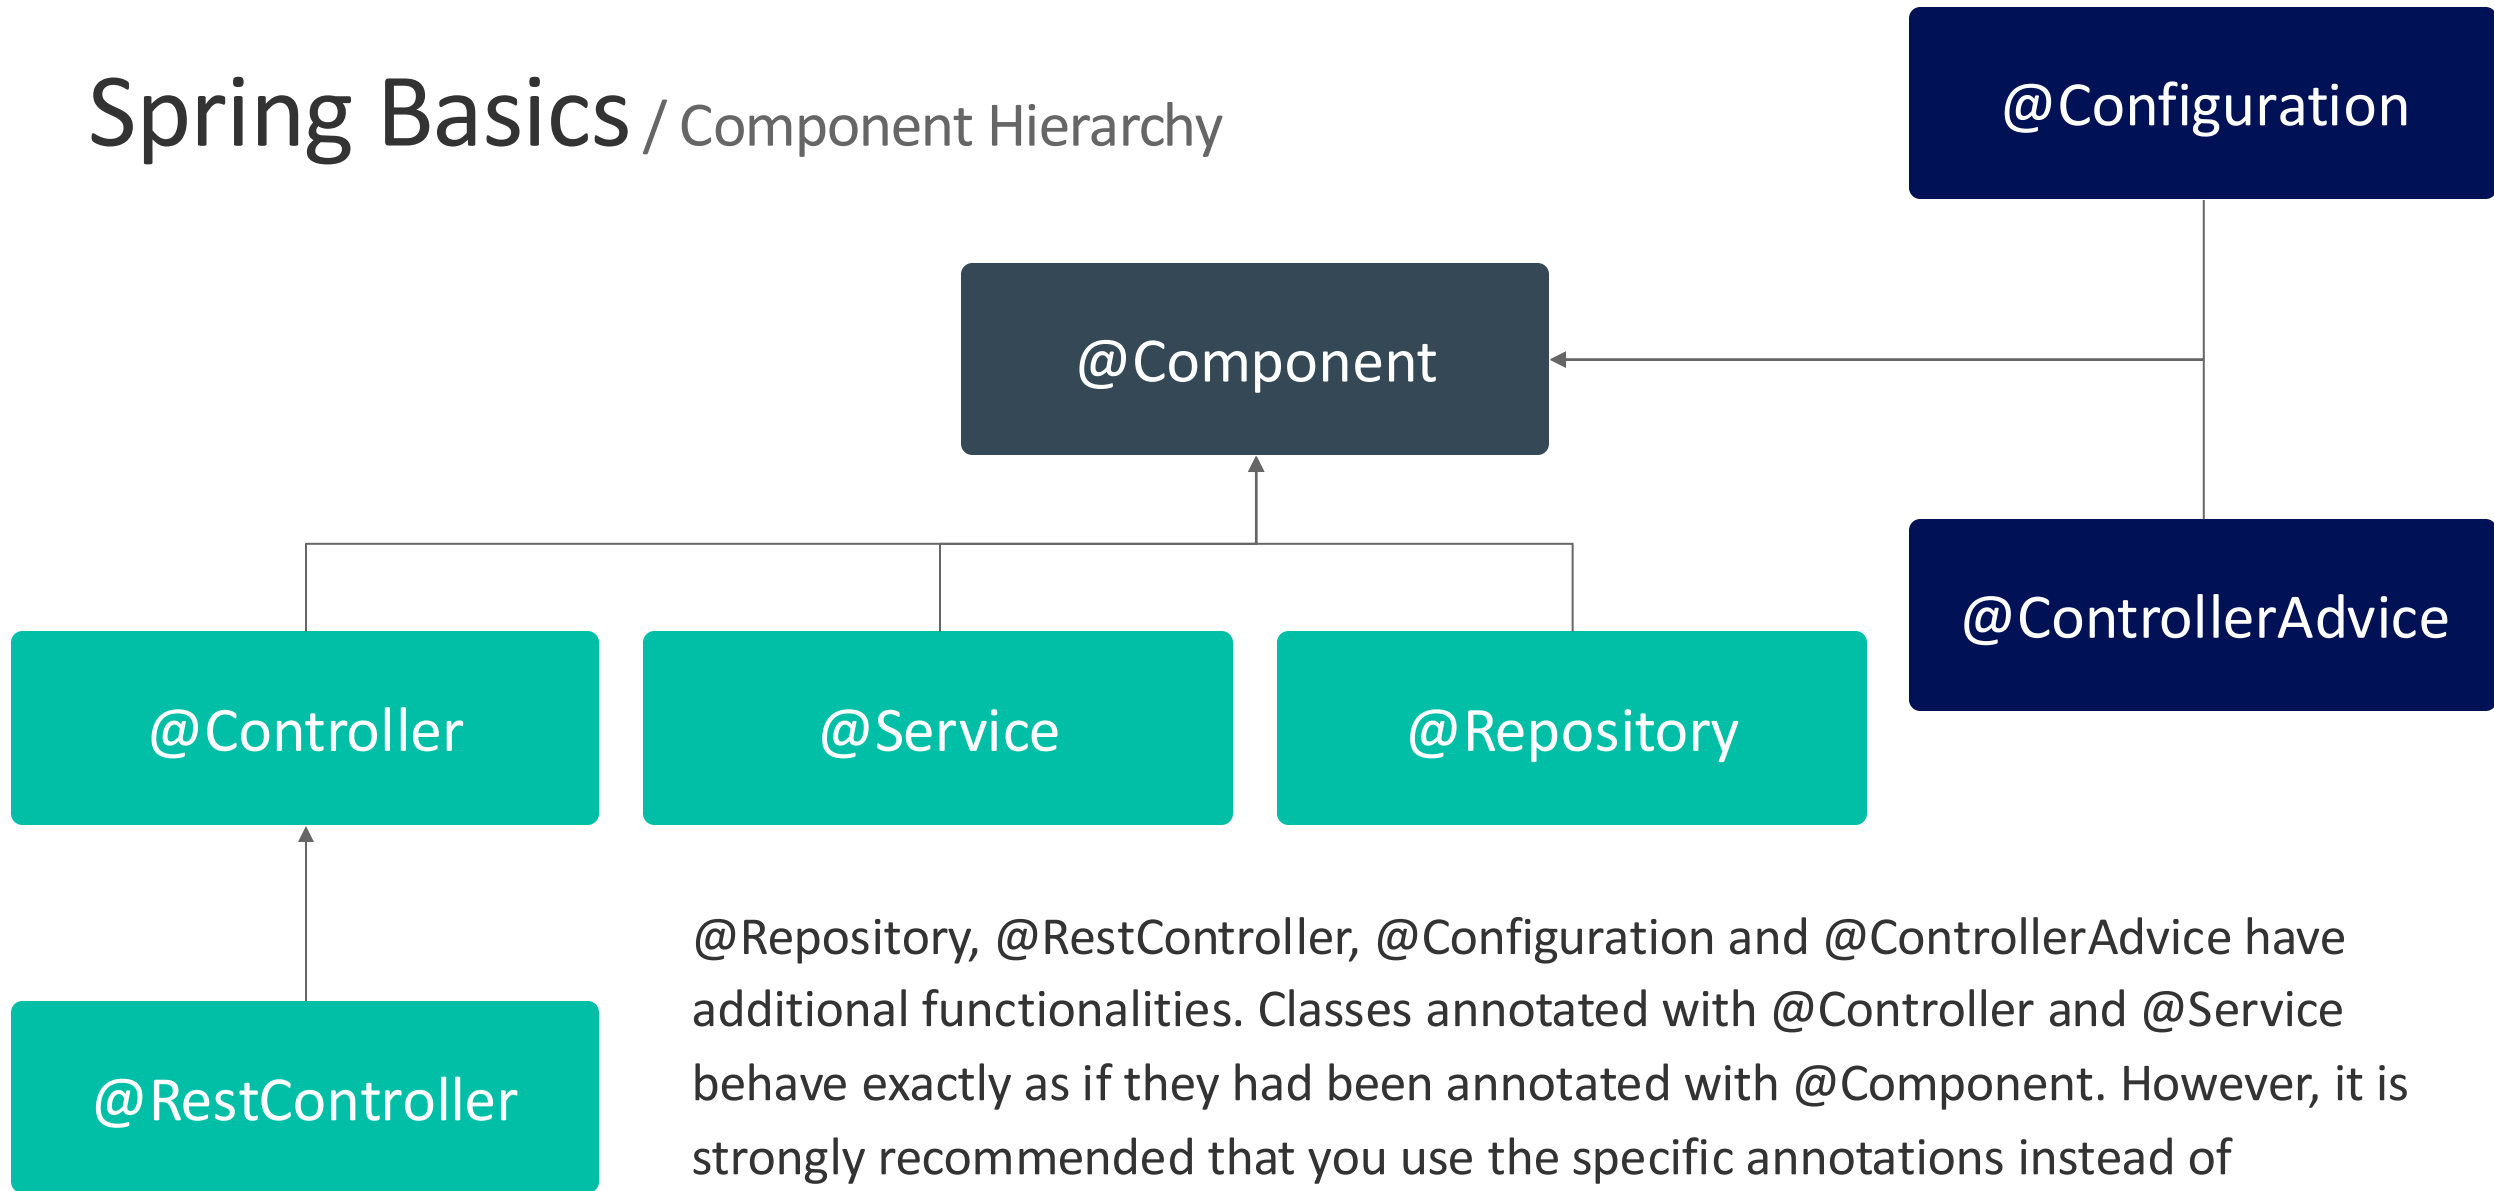 Spring Basics / Component Hierarchy
@Configuration
@Component
@ControllerAdvice
@Controller
@Service
@Repository
@RestController
@Repository, @RestController, @Configuration and @ControllerAdvice have
additional functionalities. Classes annotated with @Controller and @Service
behave exactly as if they had been annotated with @Component. However, it is
strongly recommended that you use the specific annotations instead of